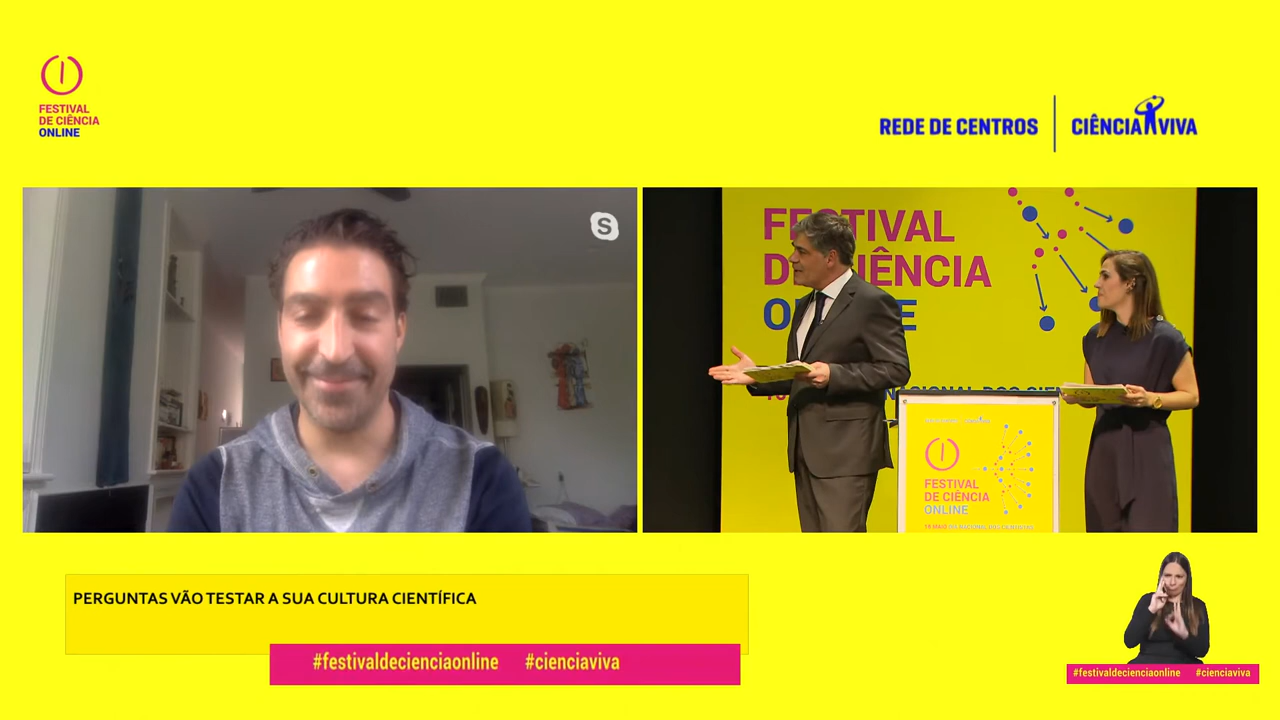 FESTIVAL
DE CIÊNCIA
ONLINE
REDE DE CENTROS
CIÊNCIA VIVA
S
FESTIVAL
DE CIÊNCIA
FESTIVAL
DE CIÊNCIA
ONLINE
PERGUNTAS VÃO TESTAR A SUA CULTURA CIENTÍFICA
#festivaldecienciaonline #cienciaviva
#festivaldecienciaonline #cienciaviva